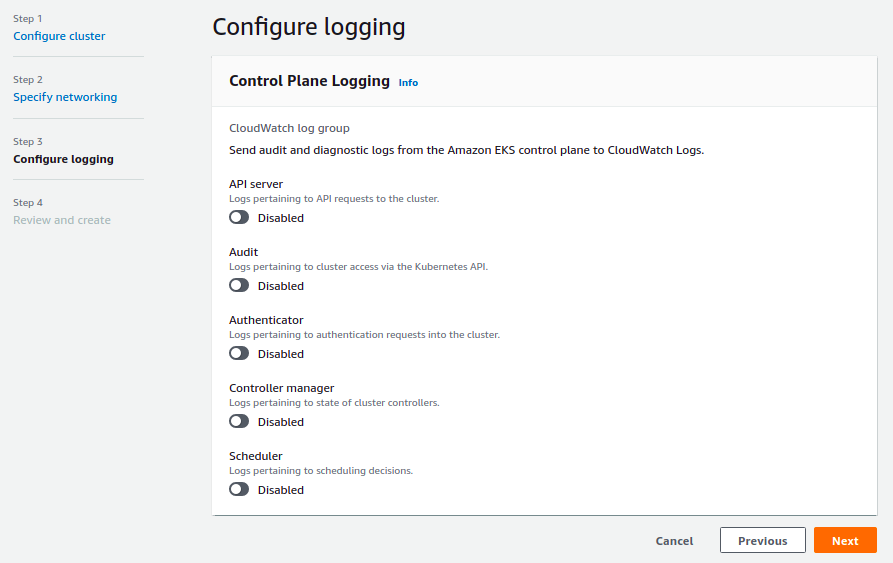 Step 1
Configure cluster
Step 2
Specify networking
Step 3
Configure logging
Step 4
Review and create
Configure logging
Control Plane Logging Info
CloudWatch log group
Send audit and diagnostic logs from the Amazon EKS control plane to CloudWatch Logs.
API server
Logs pertaining to API requests to the cluster.
Disabled
Audit
Logs pertaining to cluster access via the Kubernetes API.
Disabled
Authenticator
Logs pertaining to authentication requests into the cluster.
Disabled
Controller manager
Logs pertaining to state of cluster controllers.
Disabled
Scheduler
Logs pertaining to scheduling decisions.
Disabled
Cancel Previous Next